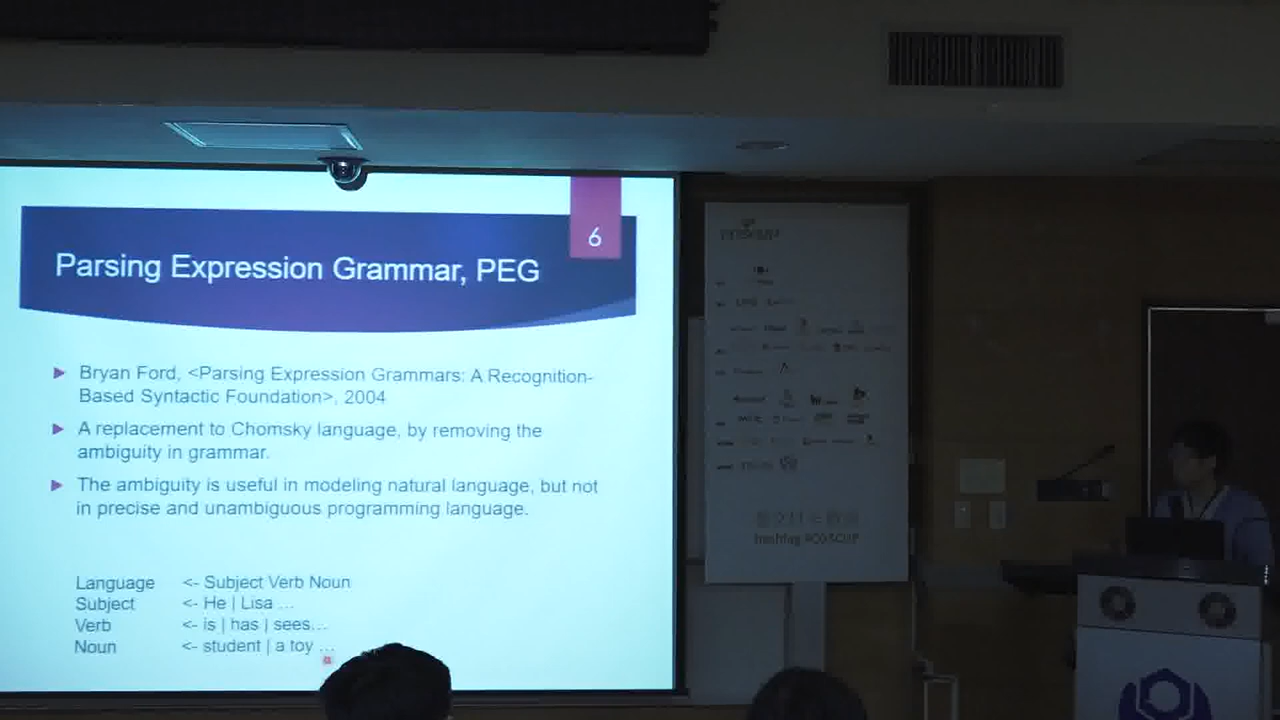 6
Parsing Expression Grammar, PEG
Bryan Ford, <Parsing Expression Grammars: A Recognition-
Based Syntactic Foundation>, 2004
A replacement to Chomsky language, by removing the
ambiguity in grammar.
The ambiguity is useful in modeling natural language, but not
in precise and unambiguous programming language.
Language <- Subject Verb Noun
Subject <- He | Lisa ...
Verb <- is | has | sees...
Noun <- student | a toy ...
hashtag #COSCUP